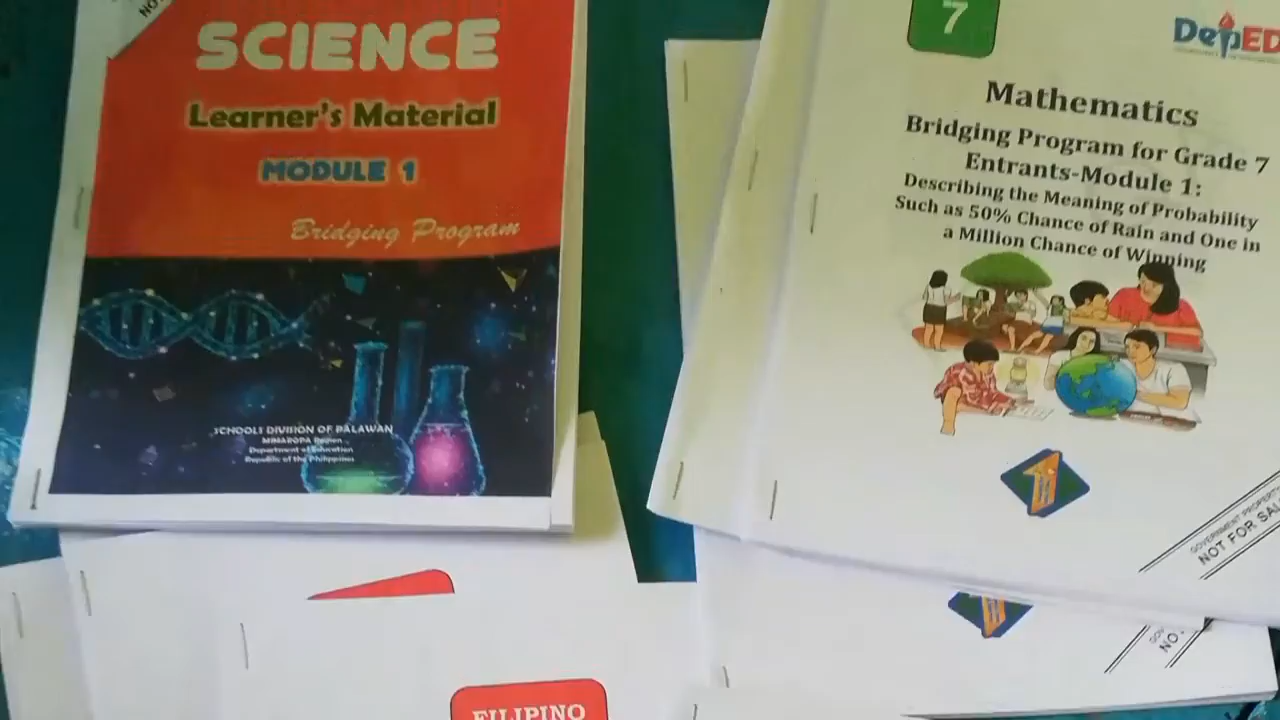 SCIENCE
Learner's Material
MODULE 1
Bridging Program
SCHOOLS DIVISION OF PALAWAN
MIMAROPA Region
Department of Education
Republic of the Philippines
7
DepED
Mathematics
Bridging Program for Grade 7
Entrants-Module 1:
Describing the Meaning of Probability
Such as 50% Chance of Rain and One in
a Million Chance of Winning
GOVERNMENT PROPERTY
NOT FOR SALE
FILIPINO